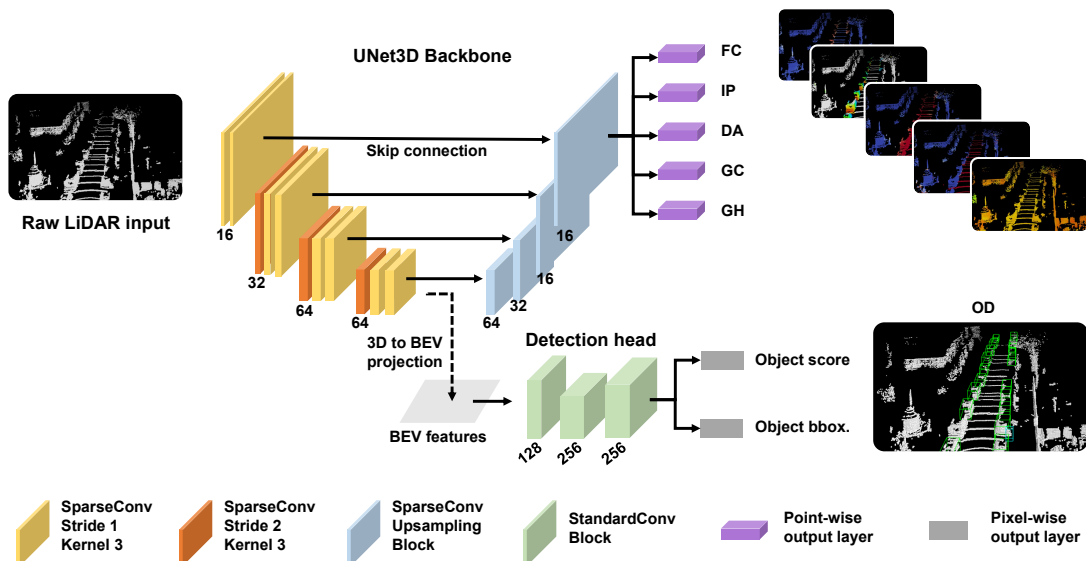 UNet3D Backbone
FC
IP
DA
GC
GH
Skip connection
Raw LiDAR input
16
32
64
64
64
32
16
16
3D to BEV
projection
BEV features
Detection head
128
256
256
Object score
Object bbox.
OD
SparseConv
Stride 1
Kernel 3
SparseConv
Stride 2
Kernel 3
SparseConv
Upsampling
Block
StandardConv
Block
Point-wise
output layer
Pixel-wise
output layer